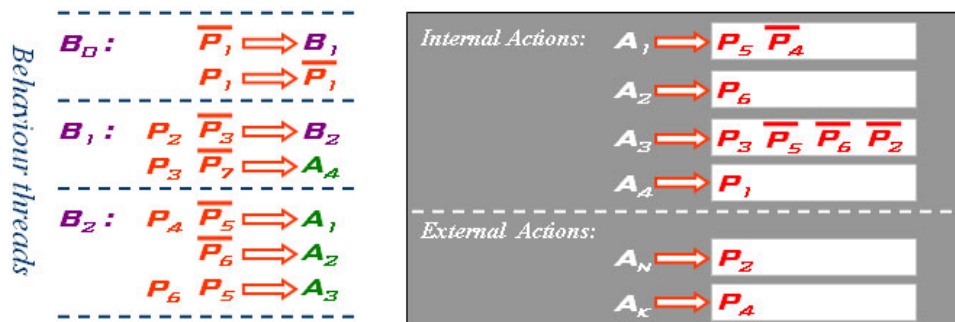 Behaviour threads
B₀ : P̅₁ ⇒ B₁
P₁ ⇒ P̅₁
B₁ : P₂ P̅₃ ⇒ B₂
P₃ P̅₇ ⇒ A₄
B₂ : P₄ P̅₅ ⇒ A₁
P̅₆ ⇒ A₂
P₆ P₅ ⇒ A₃
Internal Actions: A₁ ⇒ P₅ P̅₄
A₂ ⇒ P₆
A₃ ⇒ P₃ P̅₅ P̅₆ P̅₂
A₄ ⇒ P₁
External Actions:
A_N ⇒ P₂
A_K ⇒ P₄